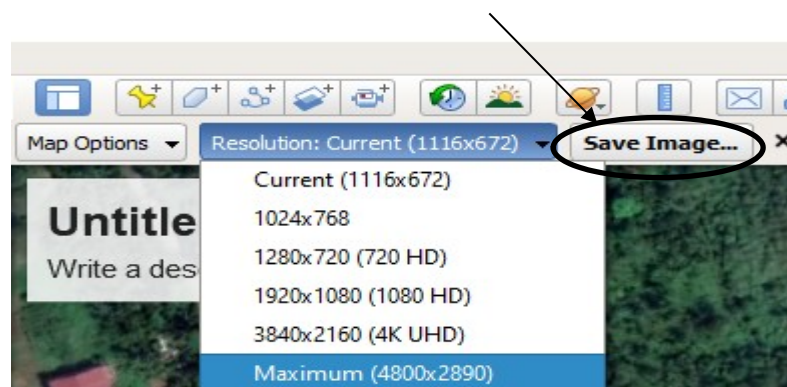 Map Options Resolution: Current (1116x672) Save Image...
Current (1116x672)
1024x768
1280x720 (720 HD)
1920x1080 (1080 HD)
3840x2160 (4K UHD)
Maximum (4800x2890)
Untitle
Write a des